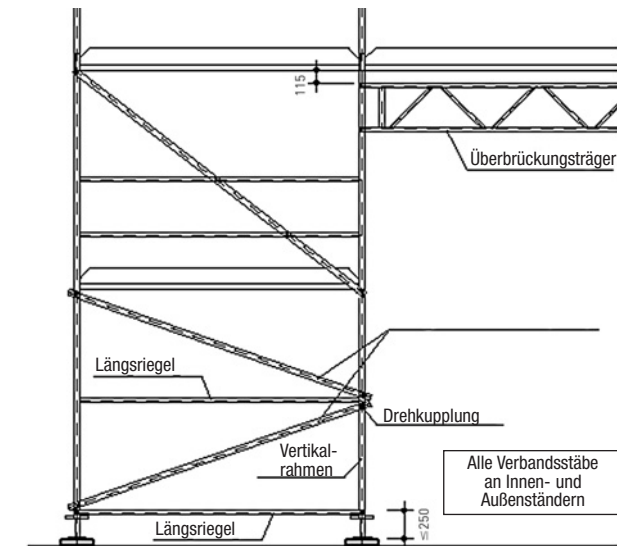 115
Überbrückungsträger
Längsriegel
Drehkupplung
Vertikal-
rahmen
Alle Verbandsstäbe
an Innen- und
Außenständern
Längsriegel
≤250